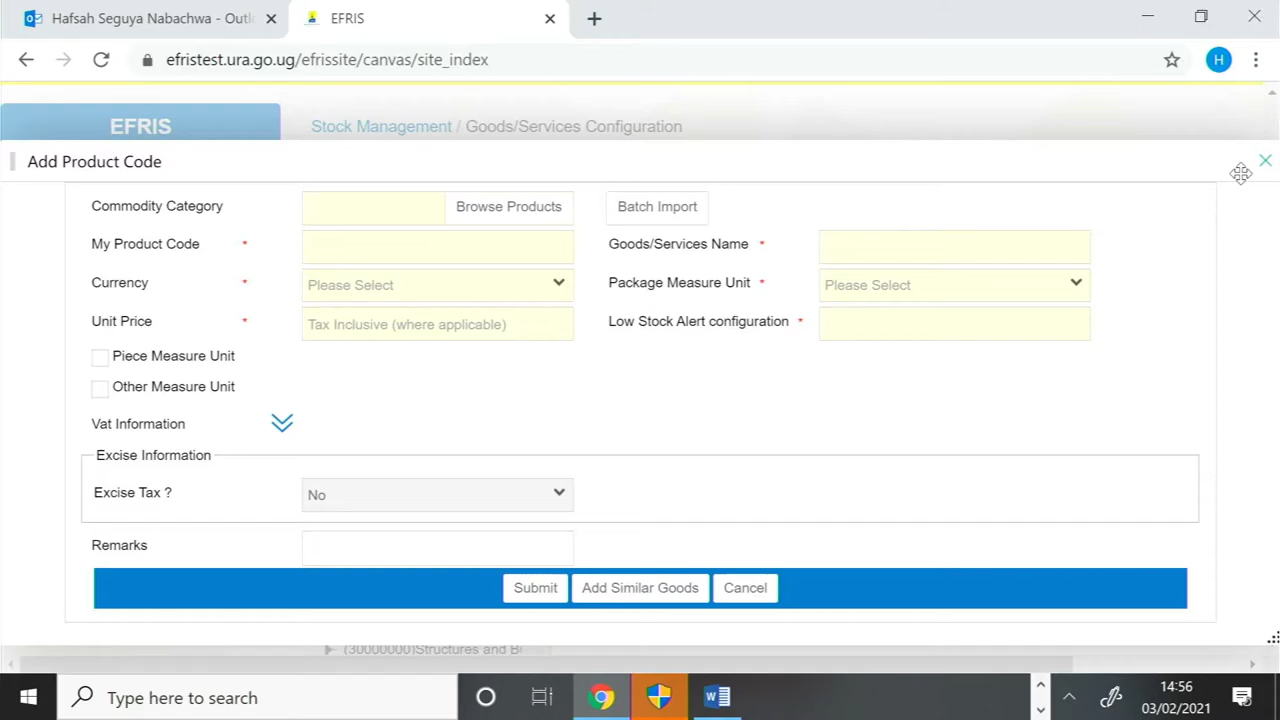 Hafsah Seguya Nabachwa - Outlo
EFRIS
efristest.ura.go.ug/efrissite/canvas/site_index
H
EFRIS
Stock Management / Goods/Services Configuration
Add Product Code
Commodity Category
Browse Products
Batch Import
My Product Code *
Goods/Services Name *
Currency * Please Select
Package Measure Unit * Please Select
Unit Price * Tax Inclusive (where applicable)
Low Stock Alert configuration *
Piece Measure Unit
Other Measure Unit
Vat Information
Excise Information
Excise Tax ? No
Remarks
Submit Add Similar Goods Cancel
(30000000)Structures and B
Type here to search
14:56
03/02/2021